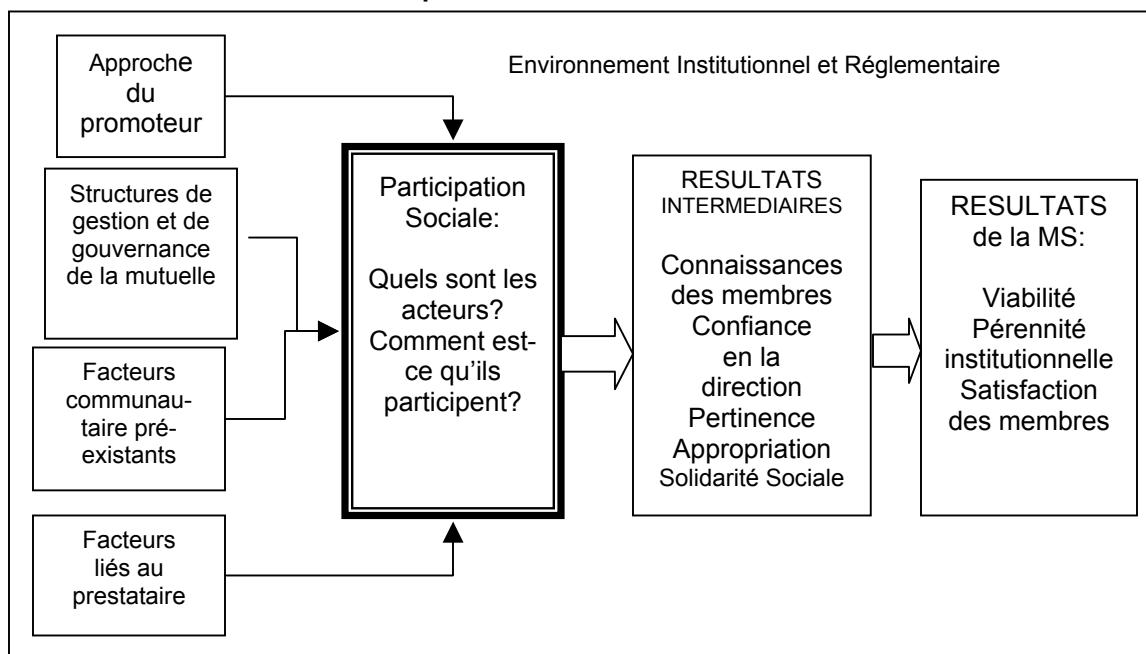 Environnement Institutionnel et Réglementaire
Approche
du
promoteur
Structures de
gestion et de
gouvernance
de la mutuelle
Facteurs
communau-
taire pré-
existants
Facteurs
liés au
prestataire
Participation
Sociale:
Quels sont les
acteurs?
Comment est-
ce qu'ils
participent?
RESULTATS
INTERMEDIAIRES
Connaissances
des membres
Confiance
en la
direction
Pertinence
Appropriation
Solidarité Sociale
RESULTATS
de la MS:
Viabilité
Pérennité
institutionnelle
Satisfaction
des membres